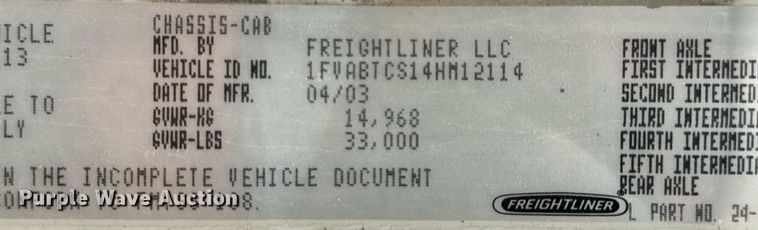 CHASSIS-CAB
MFD. BY FREIGHTLINER LLC
VEHICLE ID NO. 1FVABTCS14HM12114
DATE OF MFR. 04/03
GVWR-KG 14,968
GVWR-LBS 33,000
ICLE
13
E TO
LY
N THE INCOMPLETE VEHICLE DOCUMENT
108.
FRONT AXLE
FIRST INTERMEDI
SECOND INTERMED
THIRD INTERMEDI
FOURTH INTERMED
FIFTH INTERMEDIA
REAR AXLE
FREIGHTLINER
L PART NO. 24-
Purple Wave Auction